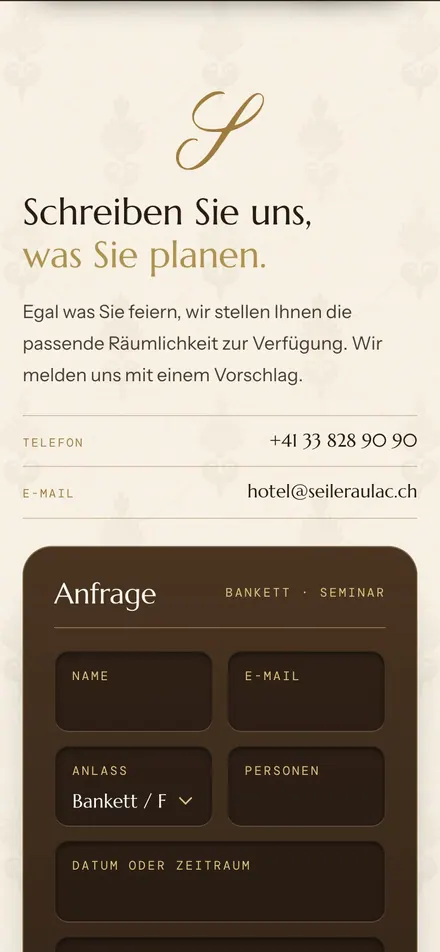 S
Schreiben Sie uns,
was Sie planen.
Egal was Sie feiern, wir stellen Ihnen die
passende Räumlichkeit zur Verfügung. Wir
melden uns mit einem Vorschlag.
TELEFON +41 33 828 90 90
E-MAIL hotel@seileraulac.ch
Anfrage BANKETT · SEMINAR
NAME E-MAIL
ANLASS PERSONEN
Bankett / F
DATUM ODER ZEITRAUM